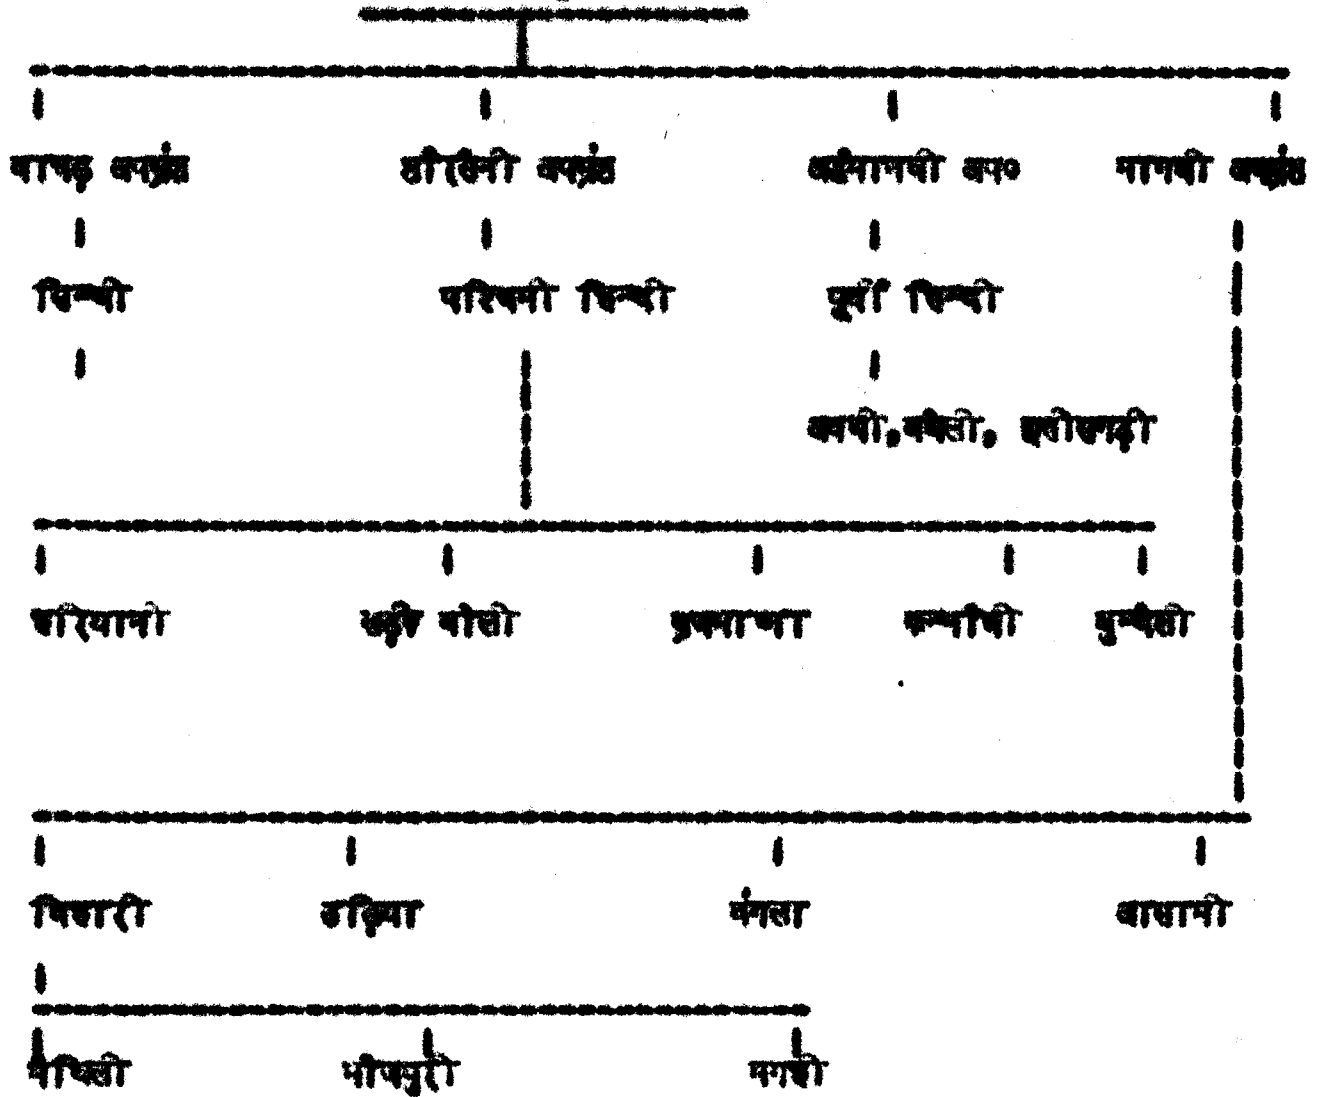 वाचड़ अपभ्रंश शौरसेनी अपभ्रंश अर्द्धमागधी अप० मागधी अपभ्रंश
सिन्धी पश्चिमी हिन्दी पूर्वी हिन्दी
अवधी,बघेली, छत्तीसगढ़ी
हरियानी खड़ी बोली ब्रजभाषा कन्नौजी बुन्देली
बिहारी उड़िया बंगला आसामी
मैथिली भोजपुरी मगही